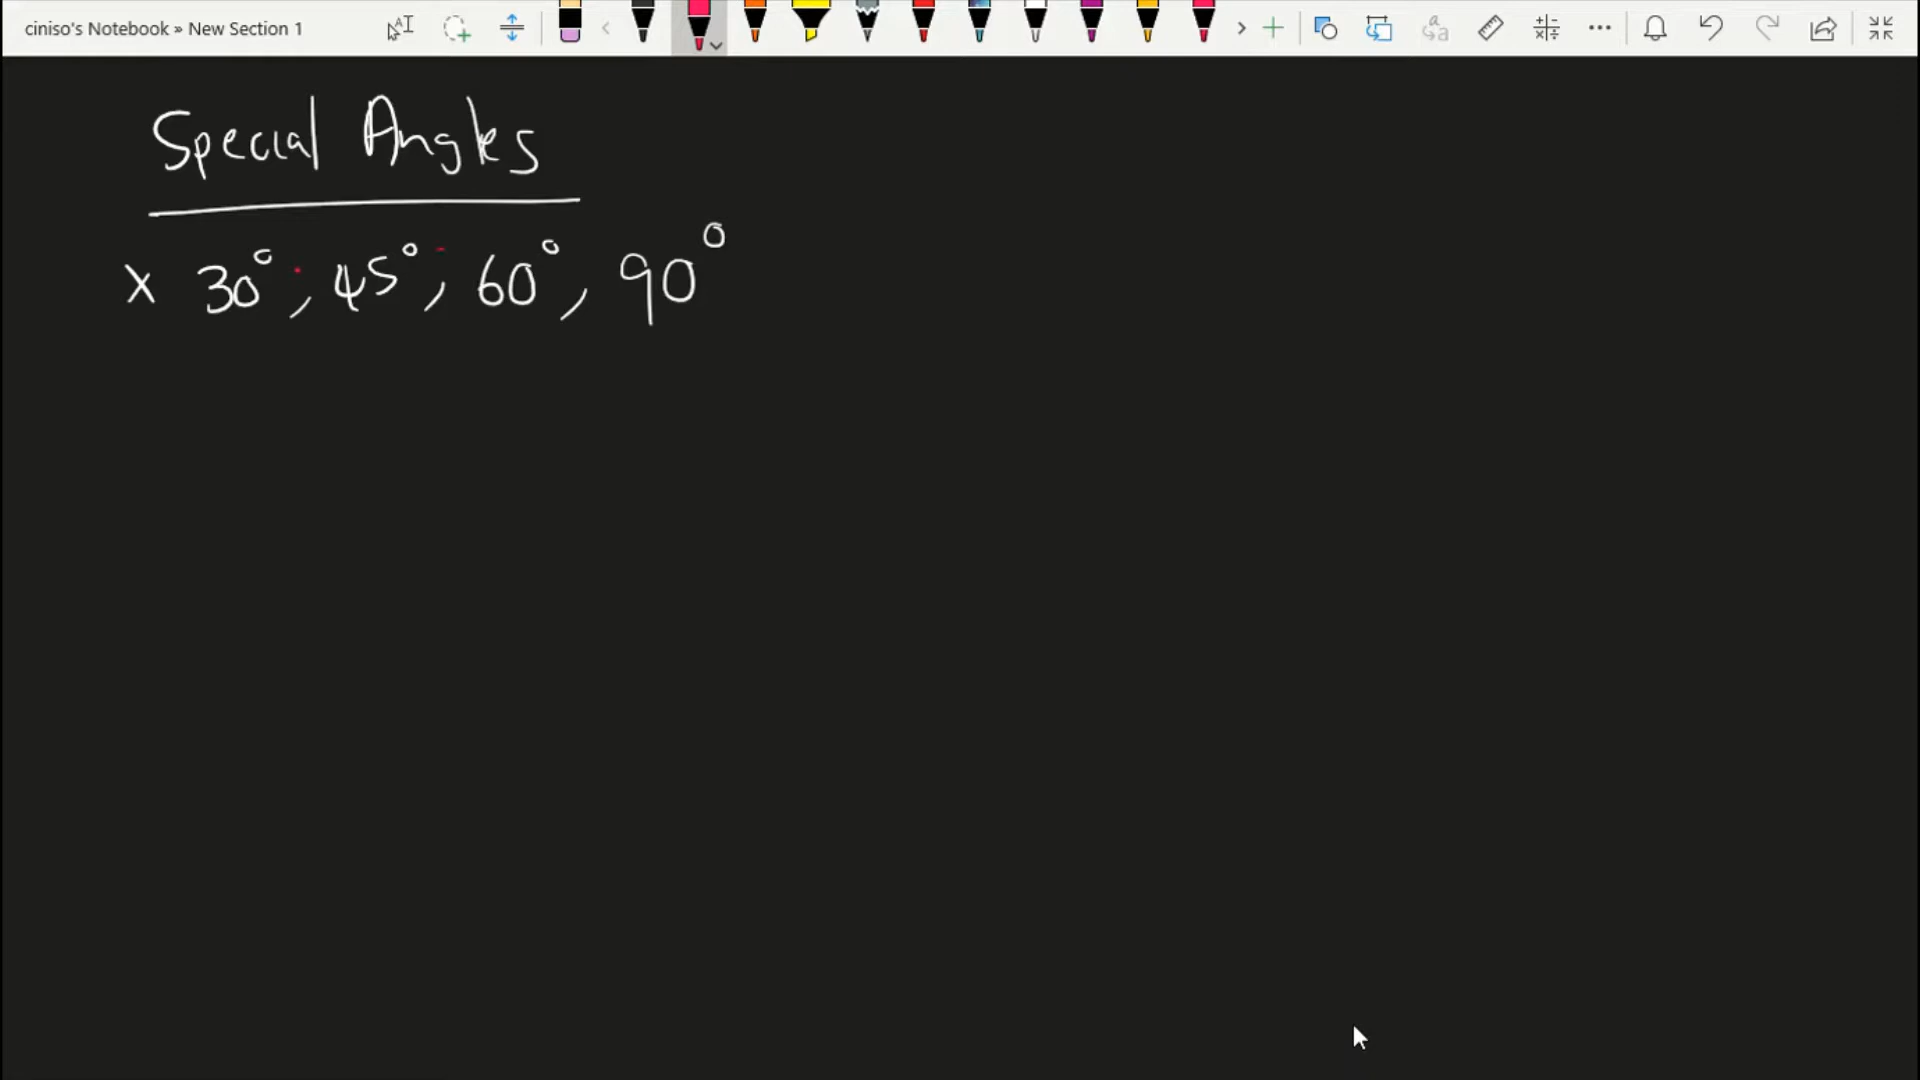 ciniso's Notebook » New Section 1
Special Angles
x 30°; 45°; 60°, 90°